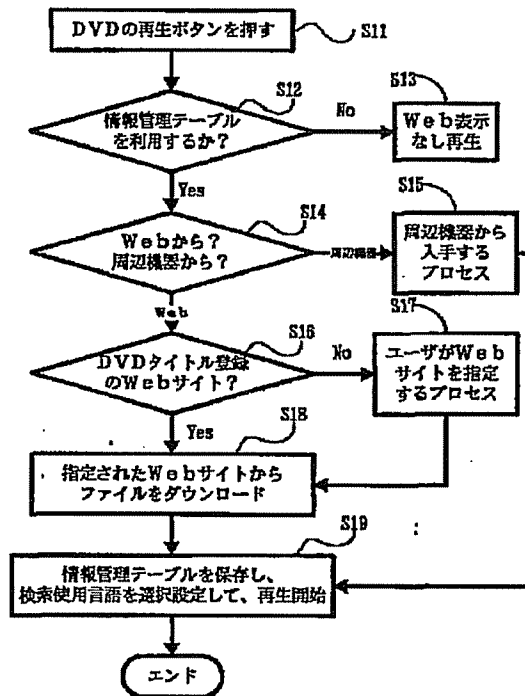 DVDの再生ボタンを押す
S11
S12
情報管理テーブル
を利用するか?
No
S13
Web表示
なし再生
Yes
S14
Webから?
周辺機器から?
周辺機器
S15
周辺機器から
入手する
プロセス
Web
S16
DVDタイトル登録
のWebサイト?
No
S17
ユーザがWeb
サイトを指定
するプロセス
Yes
S18
指定されたWebサイトから
ファイルをダウンロード
S19
情報管理テーブルを保存し、
検索使用言語を選択設定して、再生開始
エンド